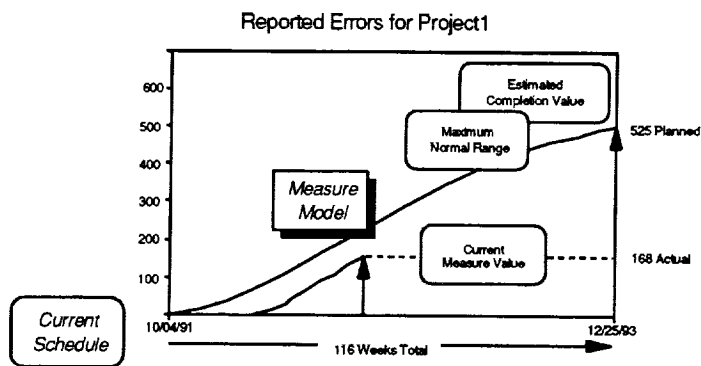 Reported Errors for Project1
600
500
400
300
200
100
Estimated
Completion Value
Maximum
Normal Range
525 Planned
Measure
Model
Current
Measure Value
168 Actual
10/04/91
12/25/93
Current
Schedule
116 Weeks Total